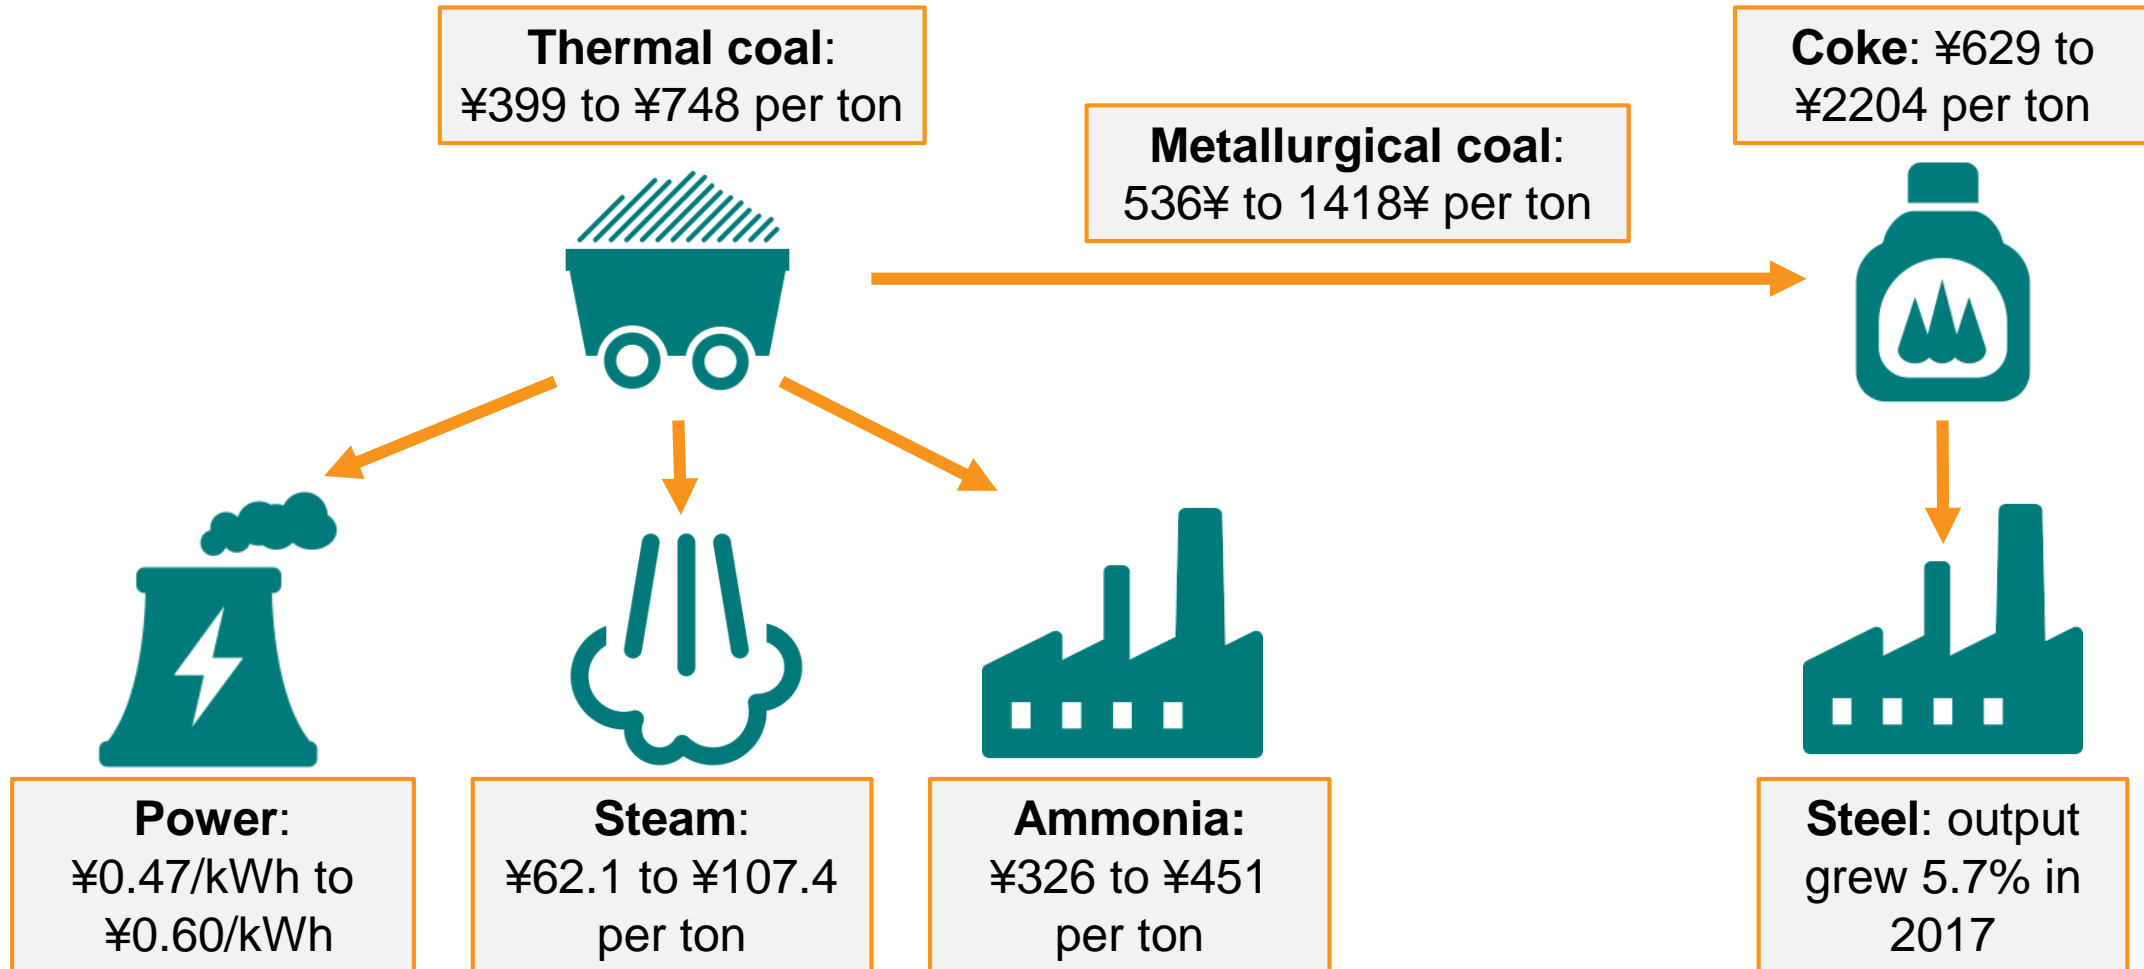 Thermal coal:
¥399 to ¥748 per ton
Metallurgical coal:
536¥ to 1418¥ per ton
Coke: ¥629 to
¥2204 per ton
Power:
¥0.47/kWh to
¥0.60/kWh
Steam:
¥62.1 to ¥107.4
per ton
Ammonia:
¥326 to ¥451
per ton
Steel: output
grew 5.7% in
2017